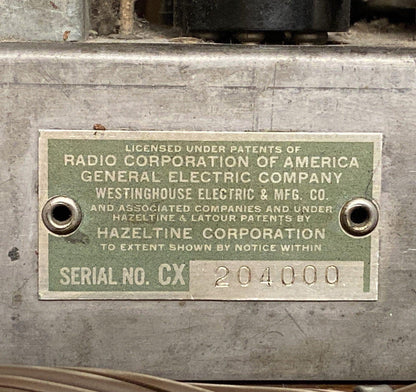 LICENSED UNDER PATENTS OF
RADIO CORPORATION OF AMERICA
GENERAL ELECTRIC COMPANY
WESTINGHOUSE ELECTRIC & MFG. CO.
AND ASSOCIATED COMPANIES AND UNDER
HAZELTINE & LATOUR PATENTS BY
HAZELTINE CORPORATION
TO EXTENT SHOWN BY NOTICE WITHIN
SERIAL NO. CX 204000